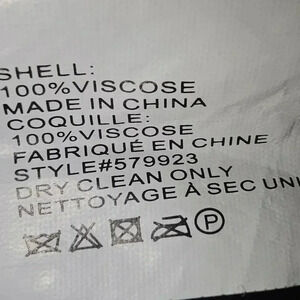 SHELL:
100%VISCOSE
MADE IN CHINA
COQUILLE:
100%VISCOSE
FABRIQUÉ EN CHINE
STYLE#579923
DRY CLEAN ONLY
NETTOYAGE À SEC UNI
P